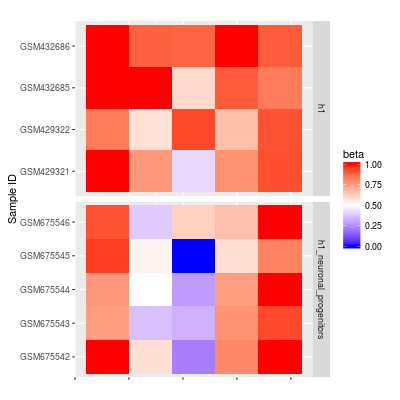 GSM432686
GSM432685
GSM429322
GSM429321
h1
GSM675546
GSM675545
GSM675544
GSM675543
GSM675542
h1_neuronal_progenitors
Sample ID
beta
1.00
0.75
0.50
0.25
0.00